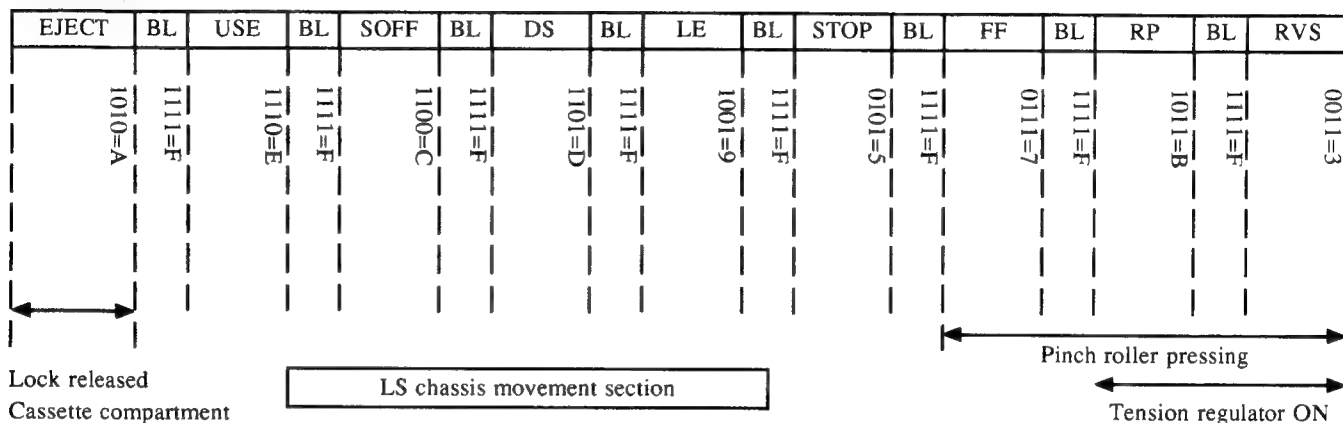 EJECT BL USE BL SOFF BL DS BL LE BL STOP BL FF BL RP BL RVS
1010=A
1111=F
1110=E
1111=F
1100=C
1111=F
1101=D
1111=F
1001=9
1111=F
0101=5
1111=F
0111=7
1111=F
1011=B
1111=F
0011=3
Pinch roller pressing
Lock released
LS chassis movement section
Cassette compartment
Tension regulator ON